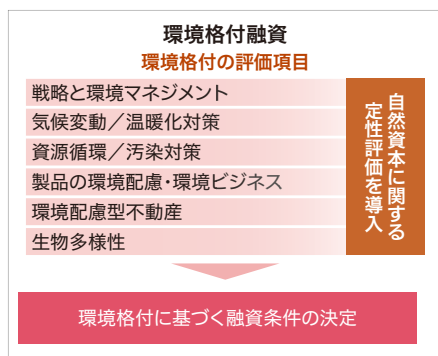 環境格付融資
環境格付の評価項目
戦略と環境マネジメント
気候変動／温暖化対策
資源循環／汚染対策
製品の環境配慮・環境ビジネス
環境配慮型不動産
生物多様性
自然資本に関する
定性評価を導入
環境格付に基づく融資条件の決定